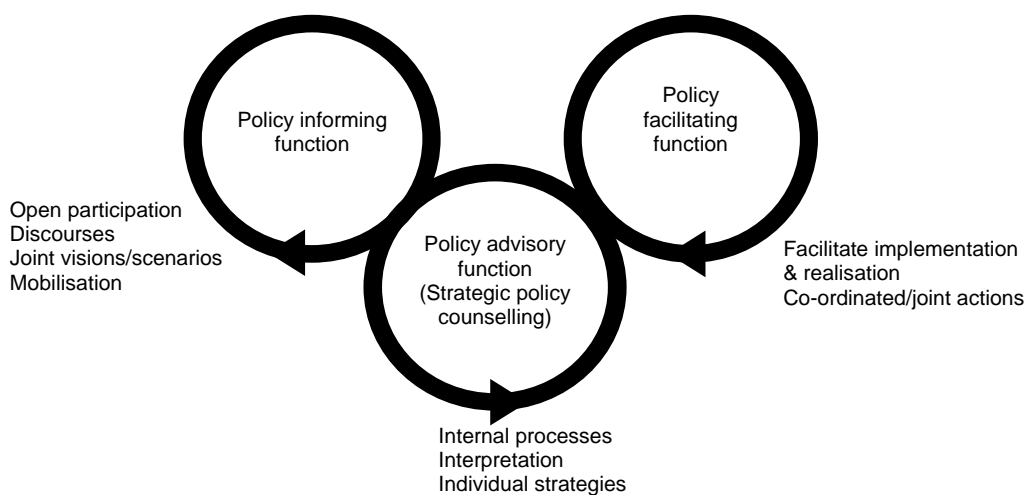 Policy informing
function
Policy
facilitating
function
Open participation
Discourses
Joint visions/scenarios
Mobilisation
Policy advisory
function
(Strategic policy
counselling)
Facilitate implementation
& realisation
Co-ordinated/joint actions
Internal processes
Interpretation
Individual strategies